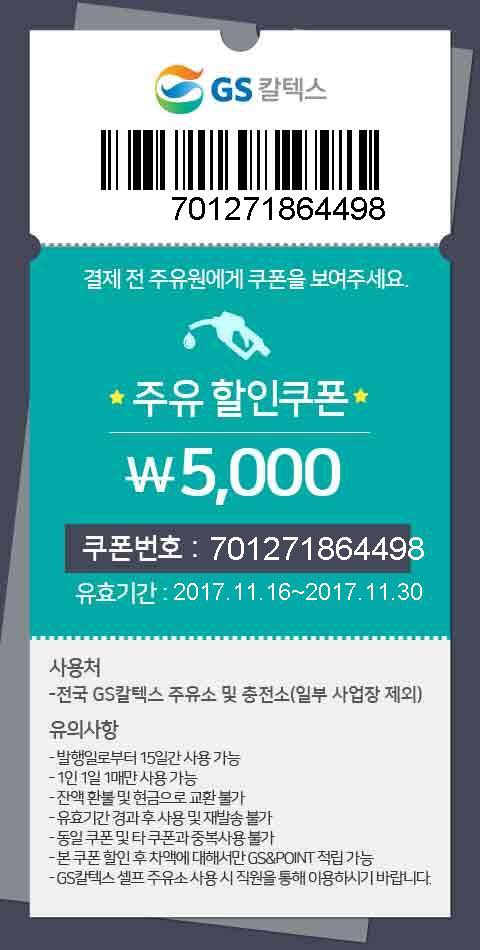 GS 칼텍스
701271864498
결제 전 주유원에게 쿠폰을 보여주세요.
주유 할인쿠폰
₩5,000
쿠폰번호 : 701271864498
유효기간 : 2017.11.16~2017.11.30
사용처
-전국 GS칼텍스 주유소 및 충전소(일부 사업장 제외)
유의사항
- 발행일로부터 15일간 사용 가능
- 1인 1일 1매만 사용 가능
- 잔액 환불 및 현금으로 교환 불가
- 유효기간 경과 후 사용 및 재발송 불가
- 동일 쿠폰 및 타 쿠폰과 중복사용 불가
- 본 쿠폰 할인 후 차액에 대해서만 GS&POINT 적립 가능
- GS칼텍스 셀프 주유소 사용 시 직원을 통해 이용하시기 바랍니다.